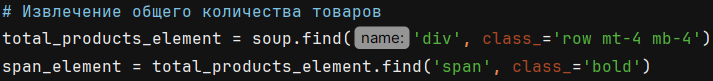 # Извлечение общего количества товаров
total_products_element = soup.find( name: 'div', class_='row mt-4 mb-4')
span_element = total_products_element.find('span', class_='bold')